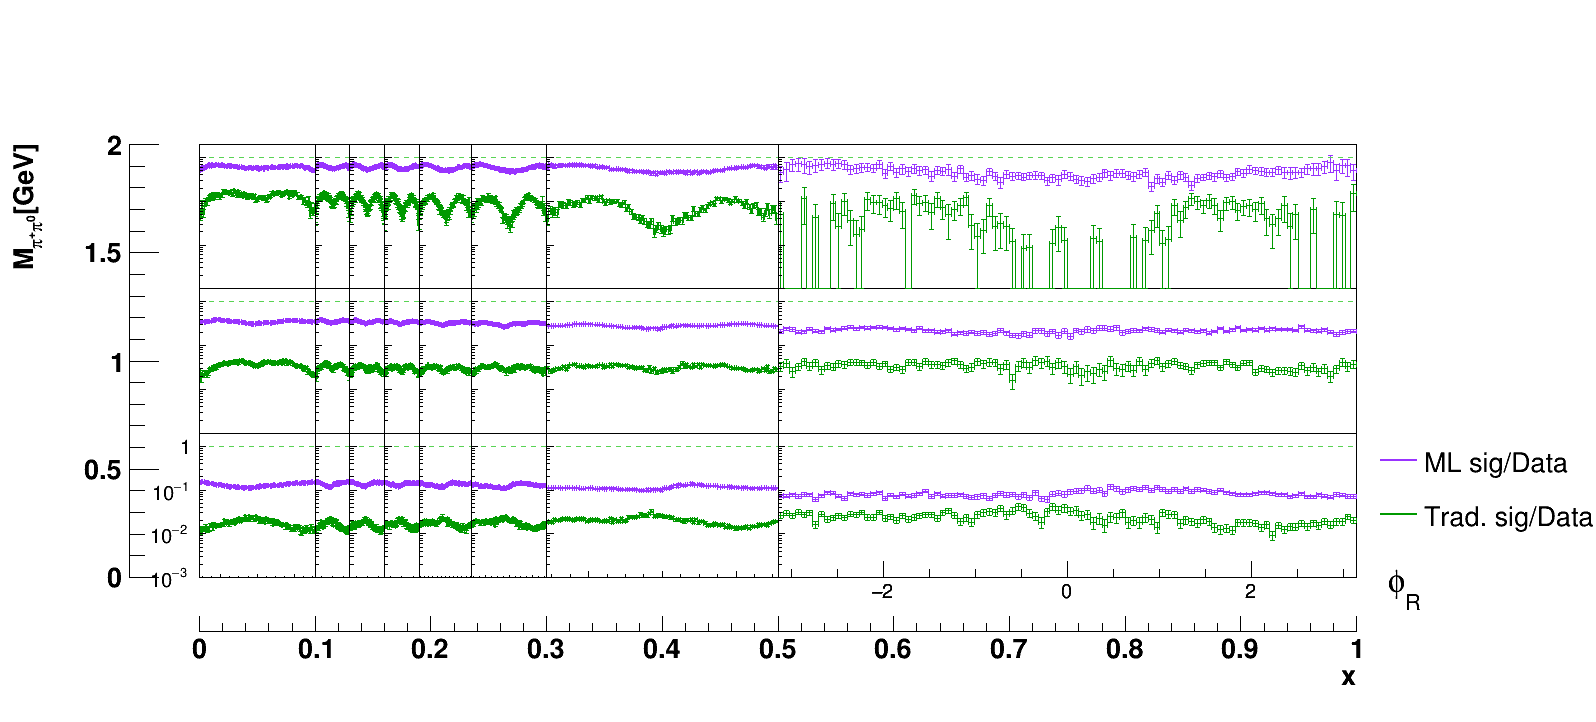 M_{π⁺π⁰}[GeV]
2
1.5
1
0.5
0
1
10⁻¹
10⁻²
10⁻³
−2 0 2
ϕ_R
0 0.1 0.2 0.3 0.4 0.5 0.6 0.7 0.8 0.9 1
x
ML sig/Data
Trad. sig/Data